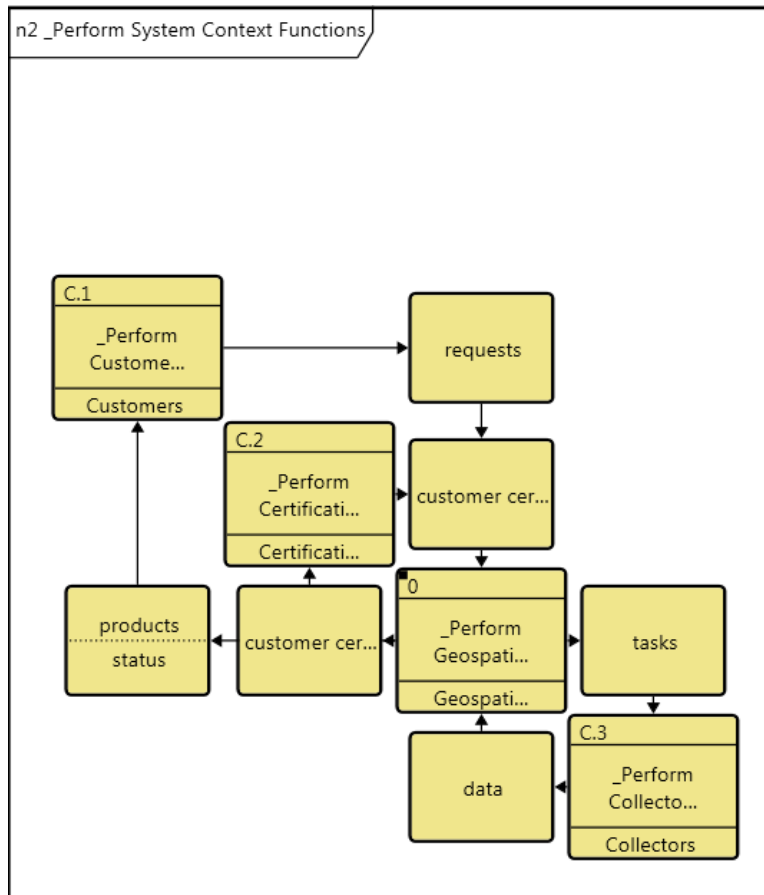 n2 _Perform System Context Functions
C.1
_Perform
Custome...
Customers
requests
C.2
_Perform
Certificati...
Certificati...
customer cer...
products
status
customer cer...
0
_Perform
Geospati...
Geospati...
tasks
data
C.3
_Perform
Collecto...
Collectors